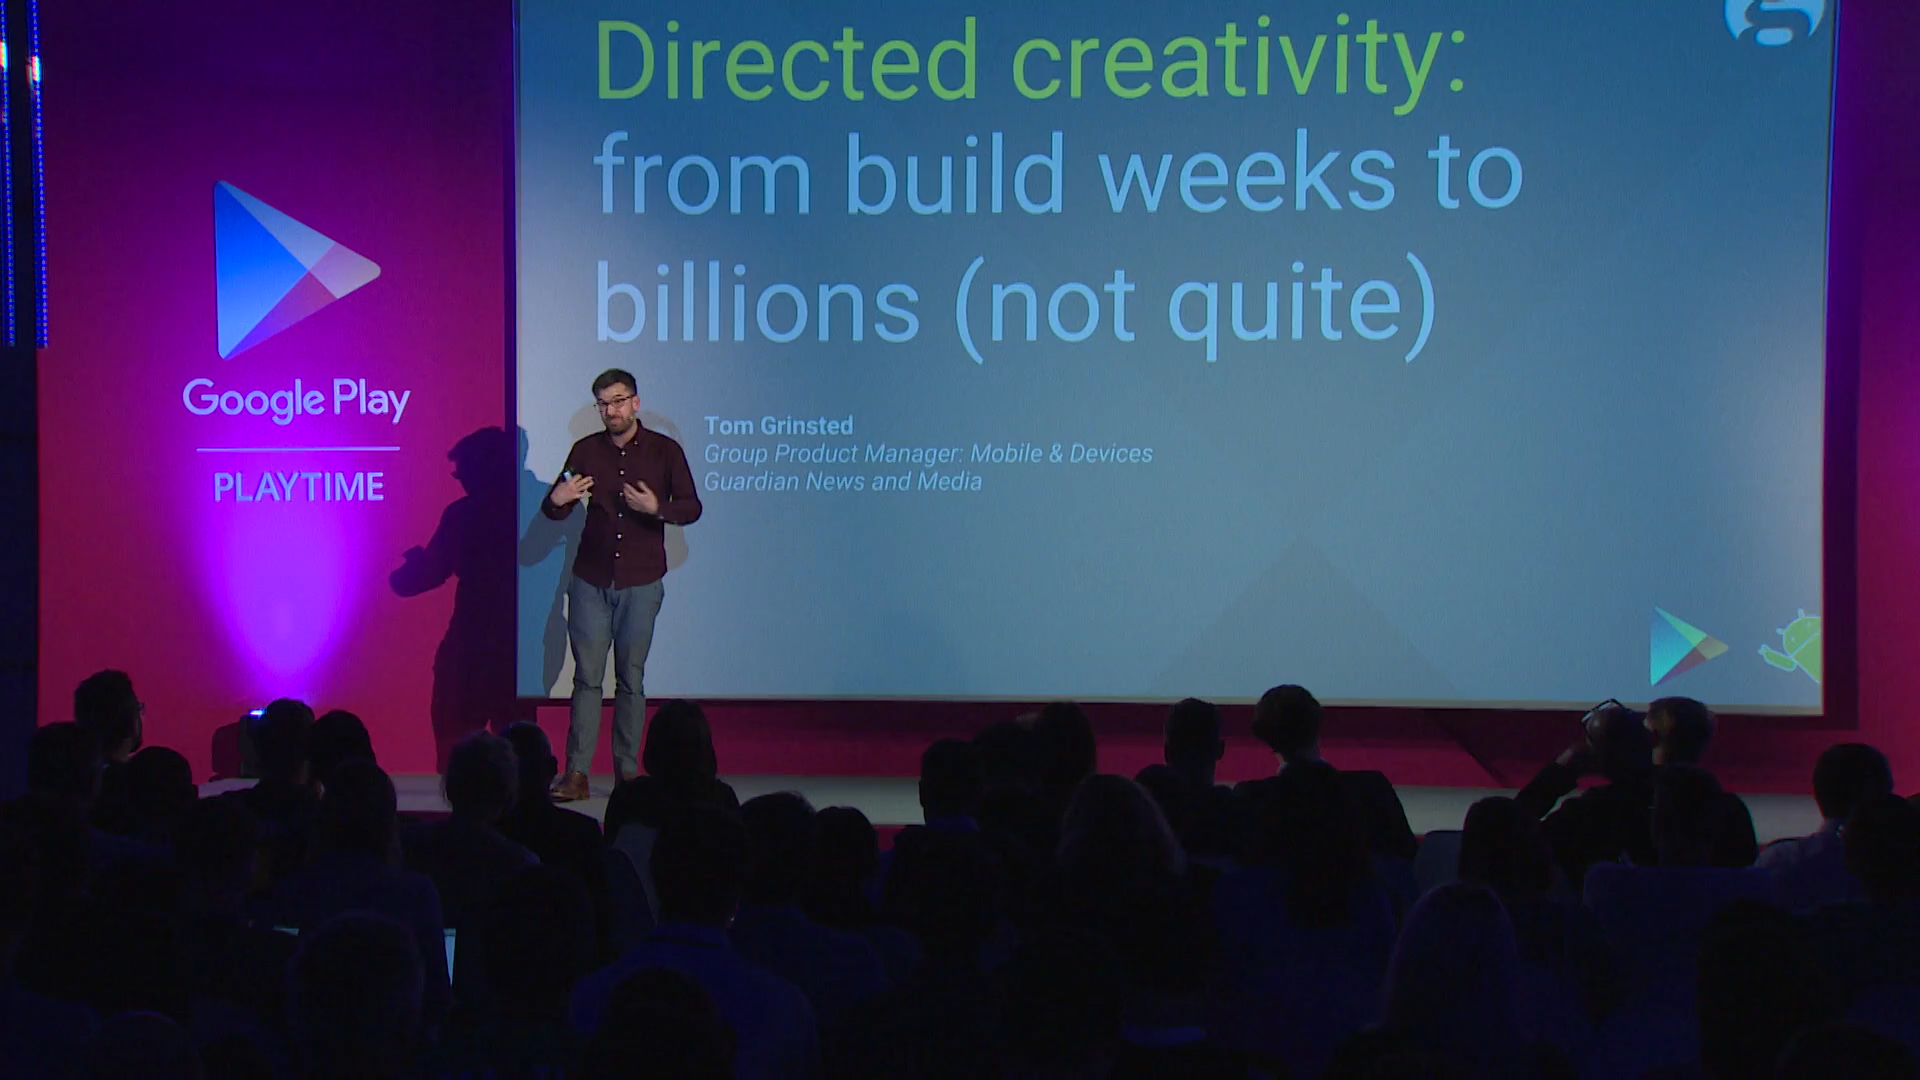 Directed creativity:
from build weeks to
billions (not quite)
Tom Grinsted
Group Product Manager: Mobile & Devices
Guardian News and Media
Google Play
PLAYTIME